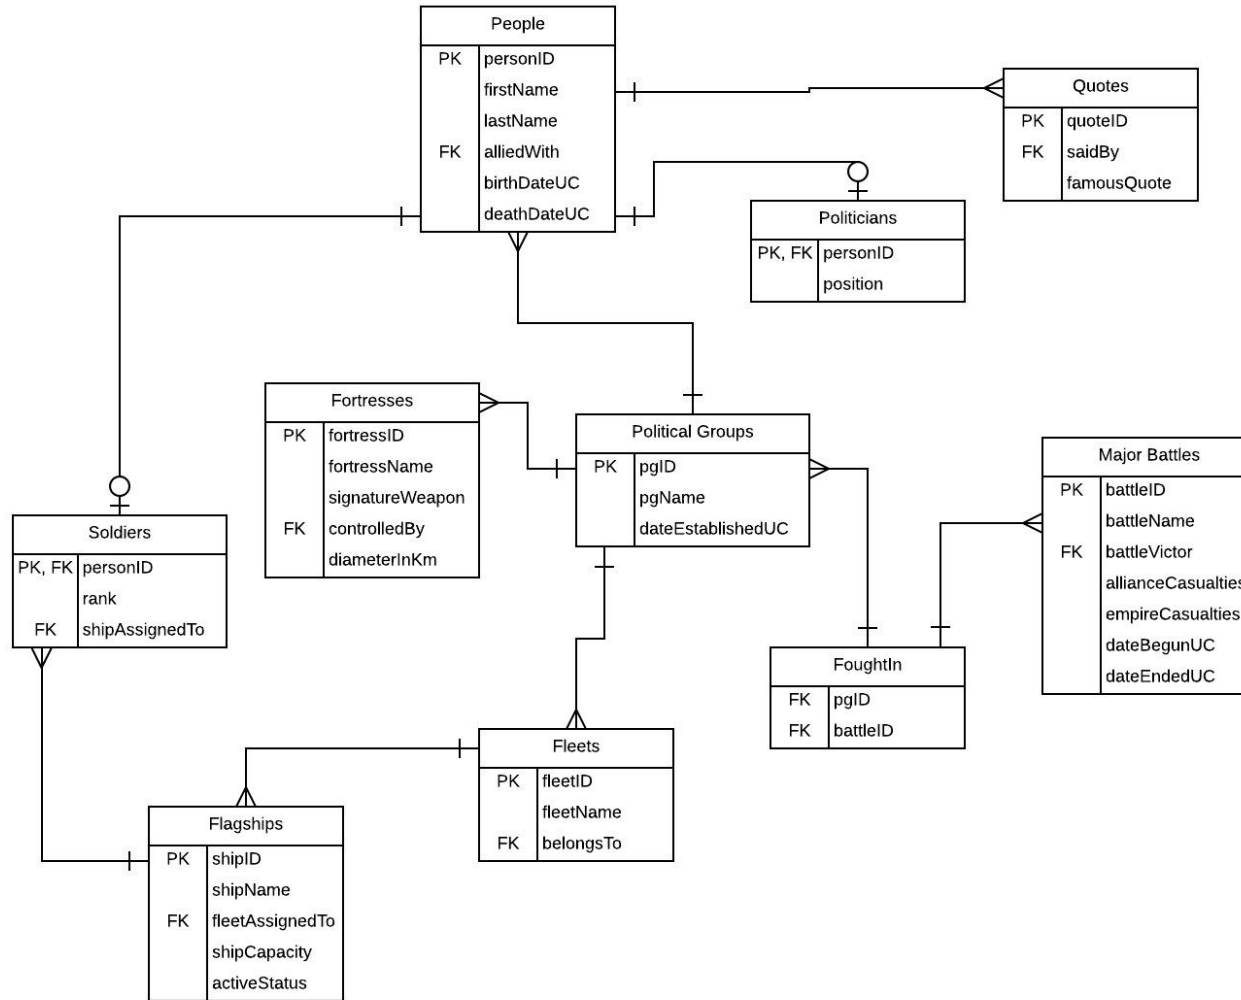 People
PK personID
firstName
lastName
FK alliedWith
birthDateUC
deathDateUC
Quotes
PK quoteID
FK saidBy
famousQuote
Politicians
PK, FK personID
position
Fortresses
PK fortressID
fortressName
signatureWeapon
FK controlledBy
diameterInKm
Political Groups
PK pgID
pgName
dateEstablishedUC
Major Battles
PK battleID
battleName
FK battleVictor
allianceCasualties
empireCasualties
dateBegunUC
dateEndedUC
Soldiers
PK, FK personID
rank
FK shipAssignedTo
FoughtIn
FK pgID
FK battleID
Fleets
PK fleetID
fleetName
FK belongsTo
Flagships
PK shipID
shipName
FK fleetAssignedTo
shipCapacity
activeStatus